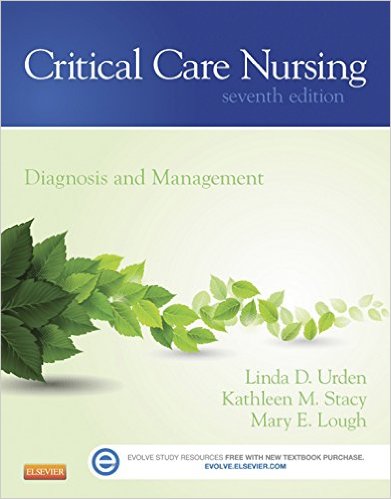 Critical Care Nursing
seventh edition
Diagnosis and Management
Linda D. Urden
Kathleen M. Stacy
Mary E. Lough
ELSEVIER
e
EVOLVE STUDY RESOURCES FREE WITH NEW TEXTBOOK PURCHASE.
EVOLVE.ELSEVIER.COM